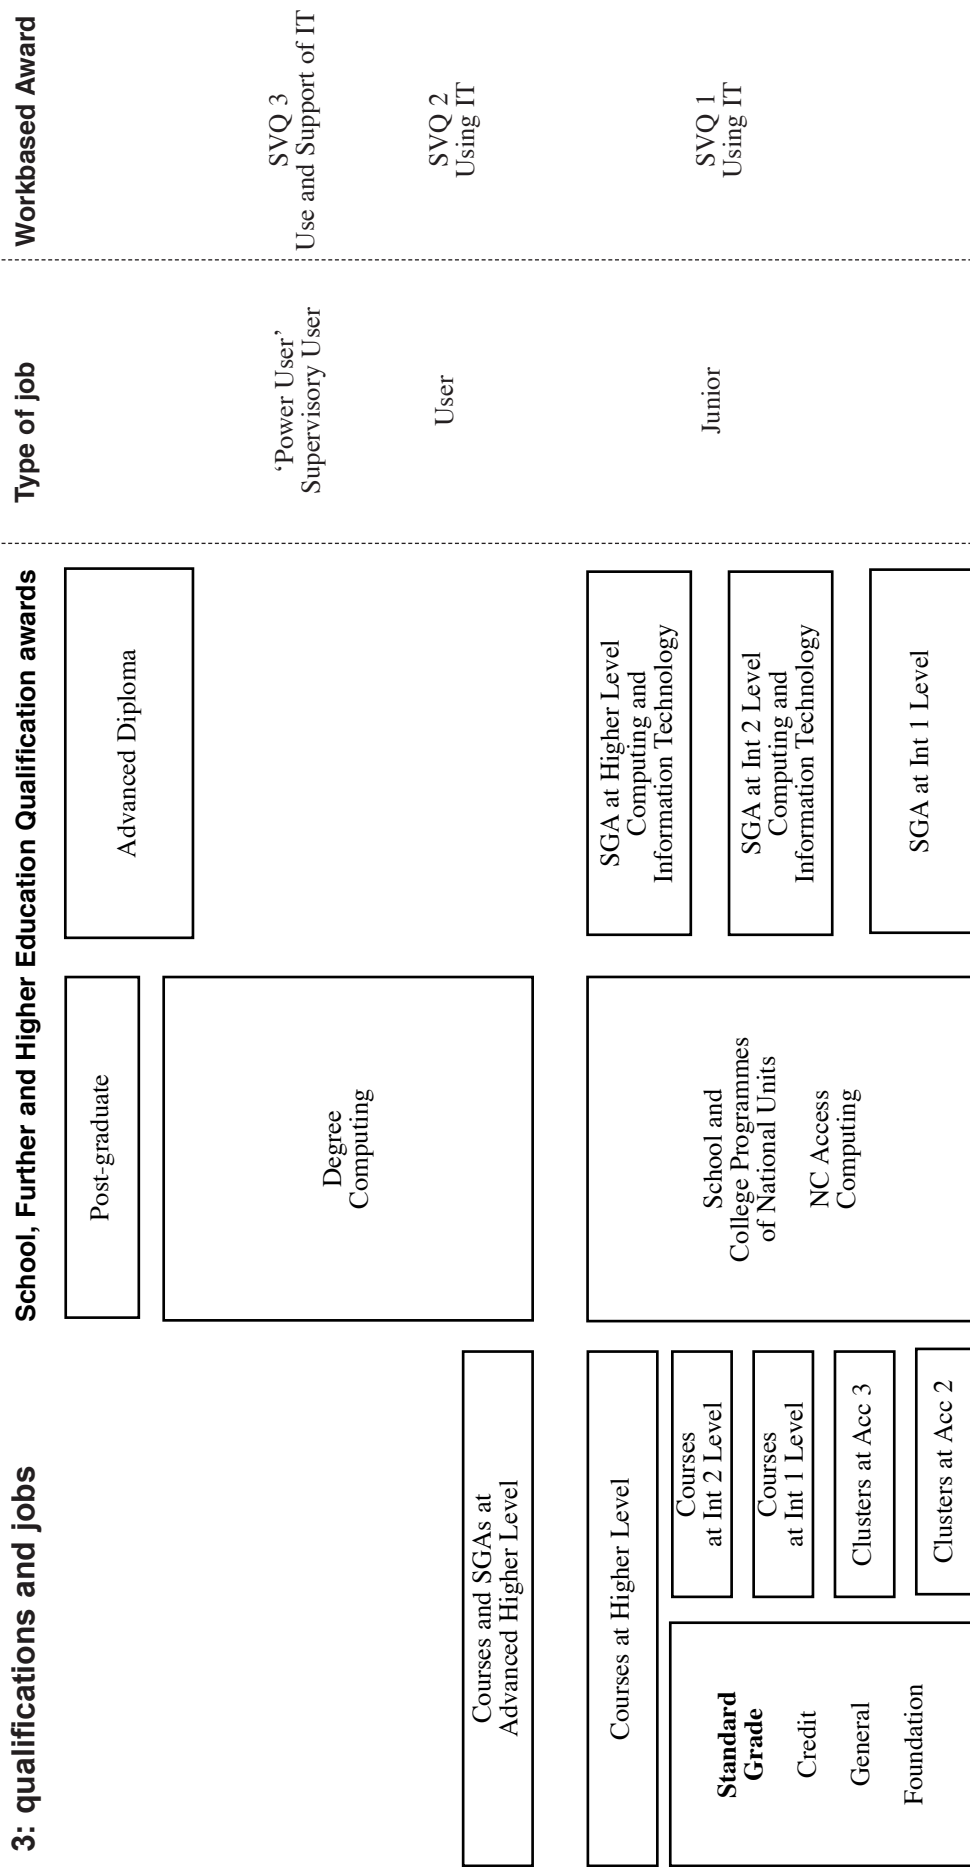 3: qualifications and jobs
School, Further and Higher Education Qualification awards
Type of job
Workbased Award
Post-graduate
Advanced Diploma
Degree
Computing
‘Power User’
Supervisory User
SVQ 3
Use and Support of IT
Courses and SGAs at
Advanced Higher Level
User
SVQ 2
Using IT
Courses at Higher Level
School and
College Programmes
of National Units
NC Access
Computing
SGA at Higher Level
Computing and
Information Technology
Junior
SVQ 1
Using IT
Standard
Grade
Credit
General
Foundation
Courses
at Int 2 Level
Courses
at Int 1 Level
Clusters at Acc 3
Clusters at Acc 2
SGA at Int 2 Level
Computing and
Information Technology
SGA at Int 1 Level